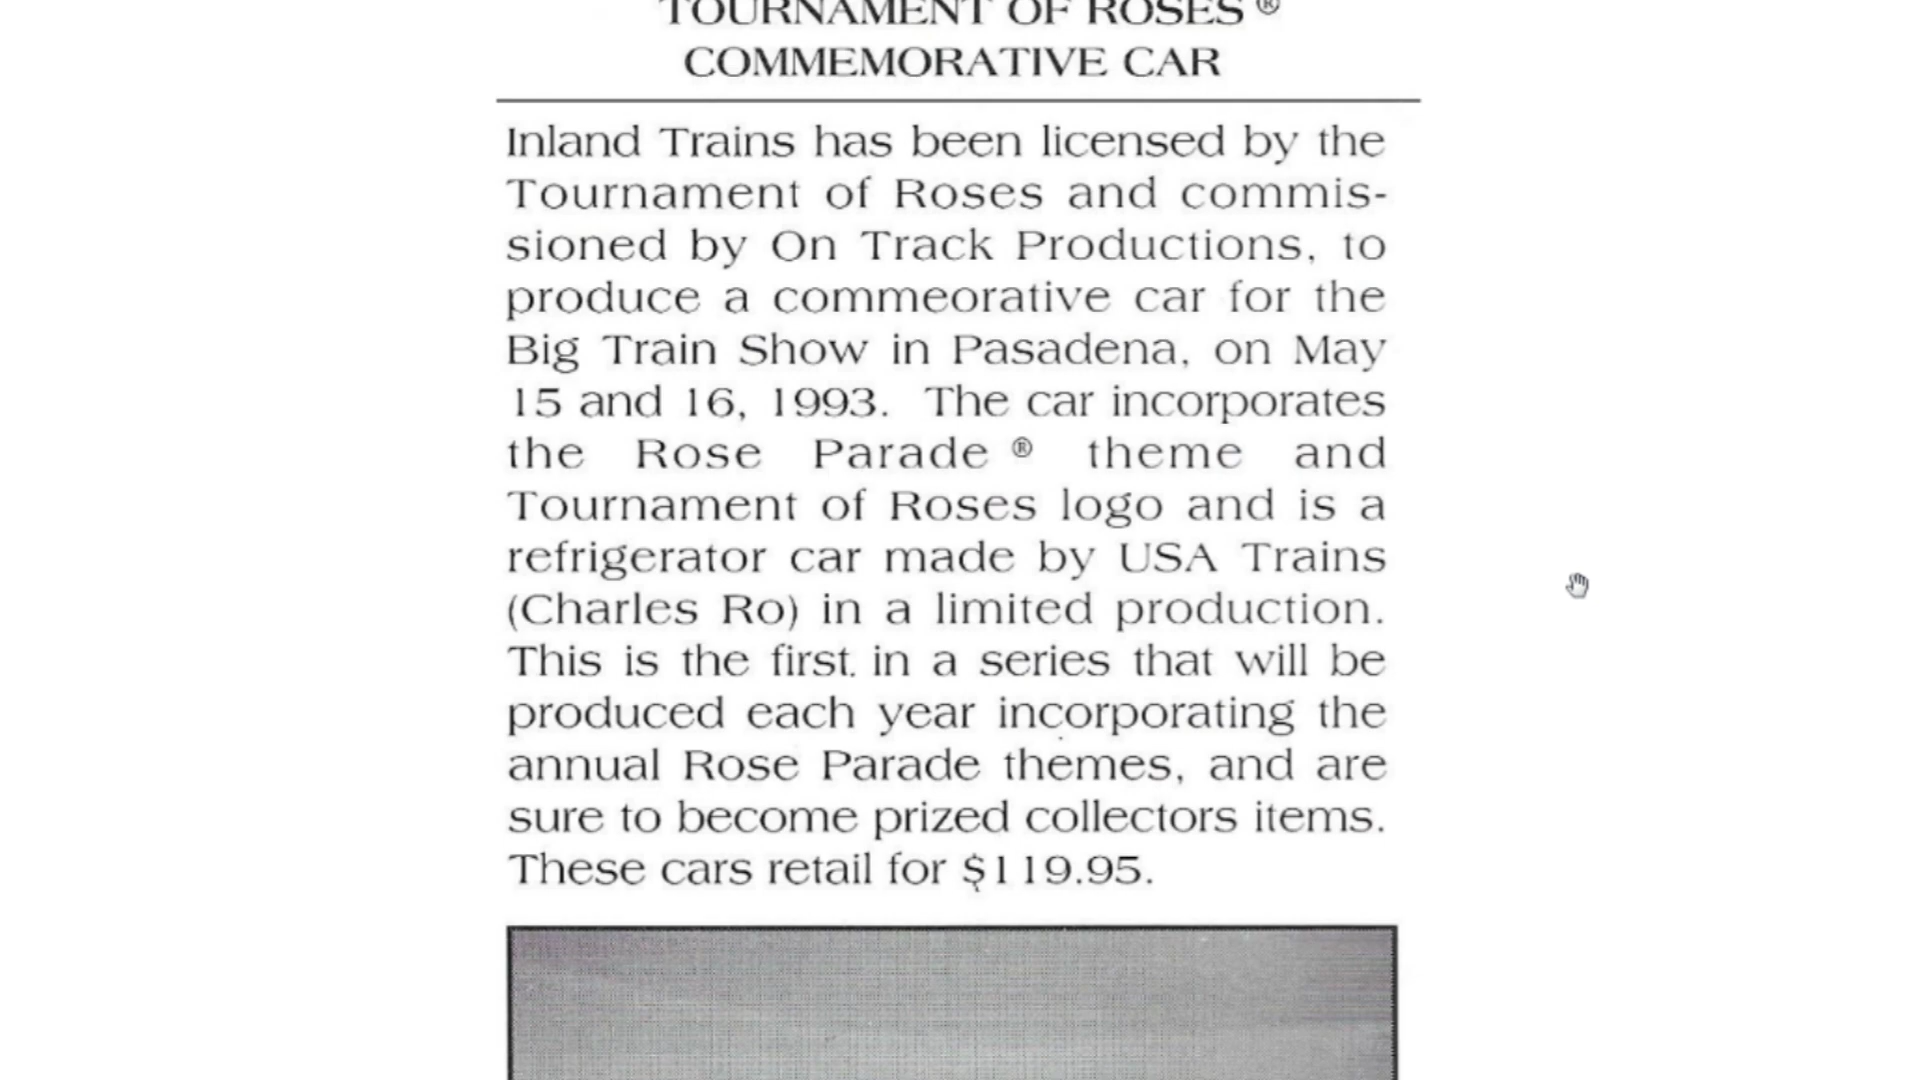 TOURNAMENT OF ROSES ®
COMMEMORATIVE CAR
Inland Trains has been licensed by the
Tournament of Roses and commis-
sioned by On Track Productions, to
produce a commeorative car for the
Big Train Show in Pasadena, on May
15 and 16, 1993. The car incorporates
the Rose Parade ® theme and
Tournament of Roses logo and is a
refrigerator car made by USA Trains
(Charles Ro) in a limited production.
This is the first. in a series that will be
produced each year incorporating the
annual Rose Parade themes, and are
sure to become prized collectors items.
These cars retail for $119.95.